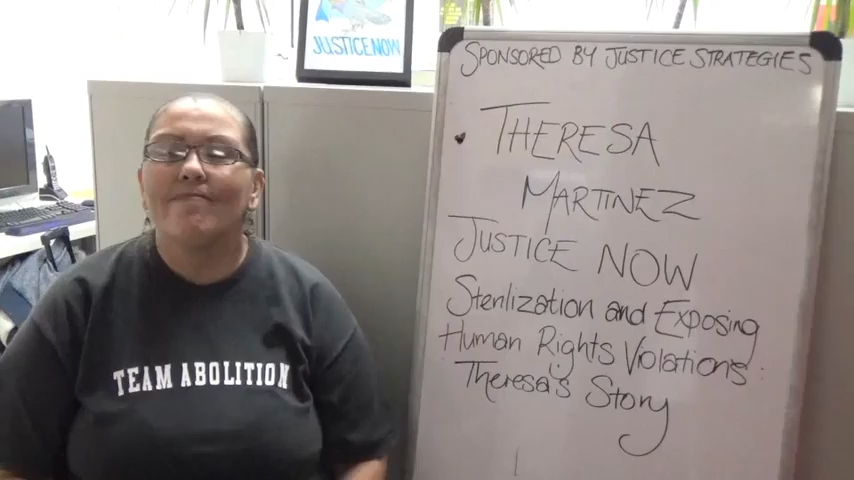 JUSTICENOW
SPONSORED BY JUSTICE STRATEGIES
THERESA
MARTINEZ
JUSTICE NOW
Sterilization and Exposing
Human Rights Violations:
Theresa's Story
TEAM ABOLITION